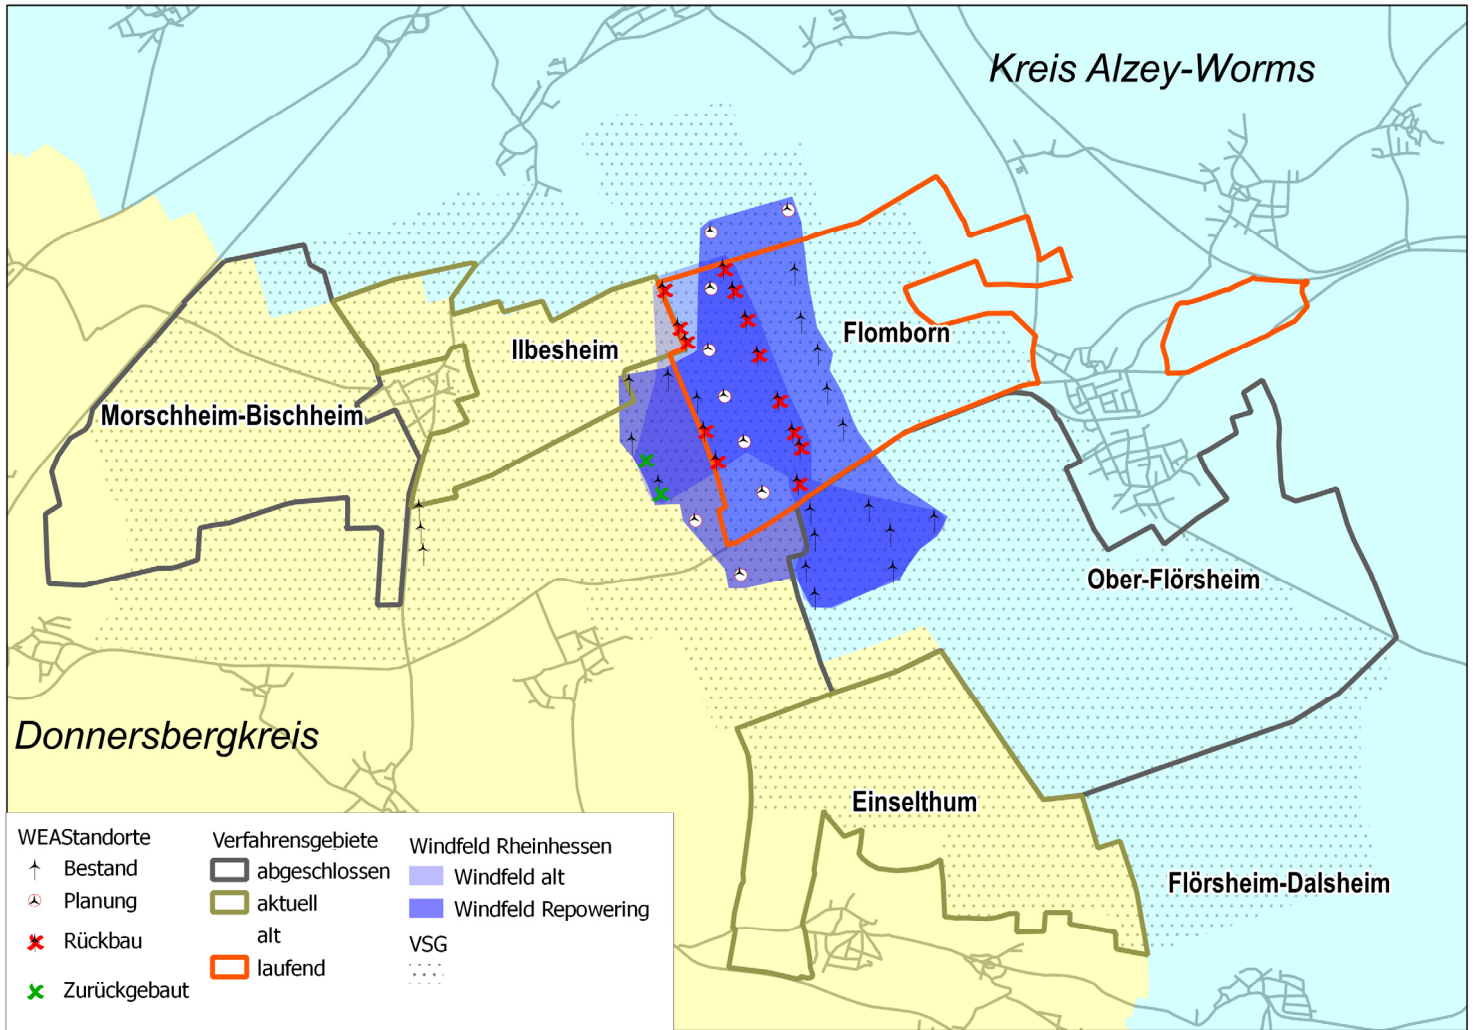 Kreis Alzey-Worms
Flomborn
Ilbesheim
Morschheim-Bischheim
Ober-Flörsheim
Donnersbergkreis
Einselthum
Flörsheim-Dalsheim
WEAStandorte
Bestand
Planung
Rückbau
Zurückgebaut
Verfahrensgebiete
abgeschlossen
aktuell
alt
laufend
Windfeld Rheinhessen
Windfeld alt
Windfeld Repowering
VSG